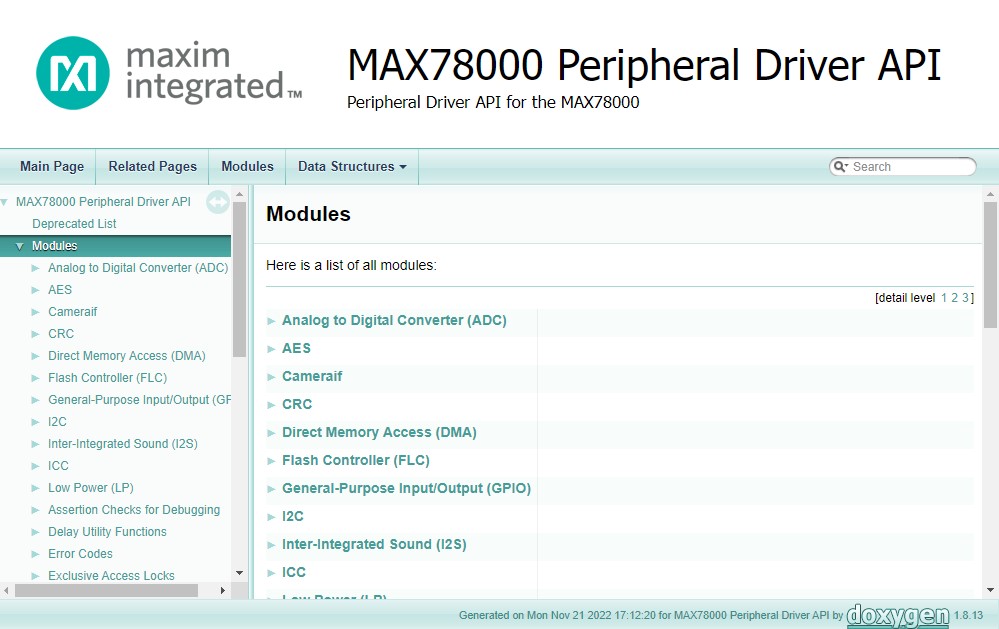 maxim
integrated™
MAX78000 Peripheral Driver API
Peripheral Driver API for the MAX78000
Main Page
Related Pages
Modules
Data Structures
Search
MAX78000 Peripheral Driver API
Deprecated List
Modules
Analog to Digital Converter (ADC)
AES
Cameraif
CRC
Direct Memory Access (DMA)
Flash Controller (FLC)
General-Purpose Input/Output (GP
I2C
Inter-Integrated Sound (I2S)
ICC
Low Power (LP)
Assertion Checks for Debugging
Delay Utility Functions
Error Codes
Exclusive Access Locks
Modules
Here is a list of all modules:
[detail level 1 2 3]
Analog to Digital Converter (ADC)
AES
Cameraif
CRC
Direct Memory Access (DMA)
Flash Controller (FLC)
General-Purpose Input/Output (GPIO)
I2C
Inter-Integrated Sound (I2S)
ICC
Low Power (LP)
Generated on Mon Nov 21 2022 17:12:20 for MAX78000 Peripheral Driver API by doxygen 1.8.13